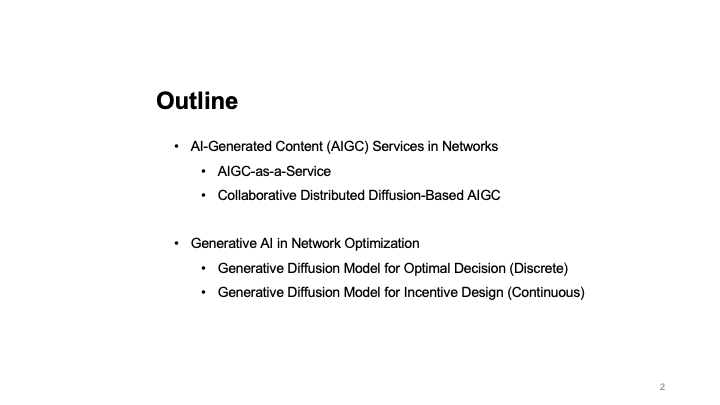 Outline
• AI-Generated Content (AIGC) Services in Networks
• AIGC-as-a-Service
• Collaborative Distributed Diffusion-Based AIGC
• Generative AI in Network Optimization
• Generative Diffusion Model for Optimal Decision (Discrete)
• Generative Diffusion Model for Incentive Design (Continuous)
2